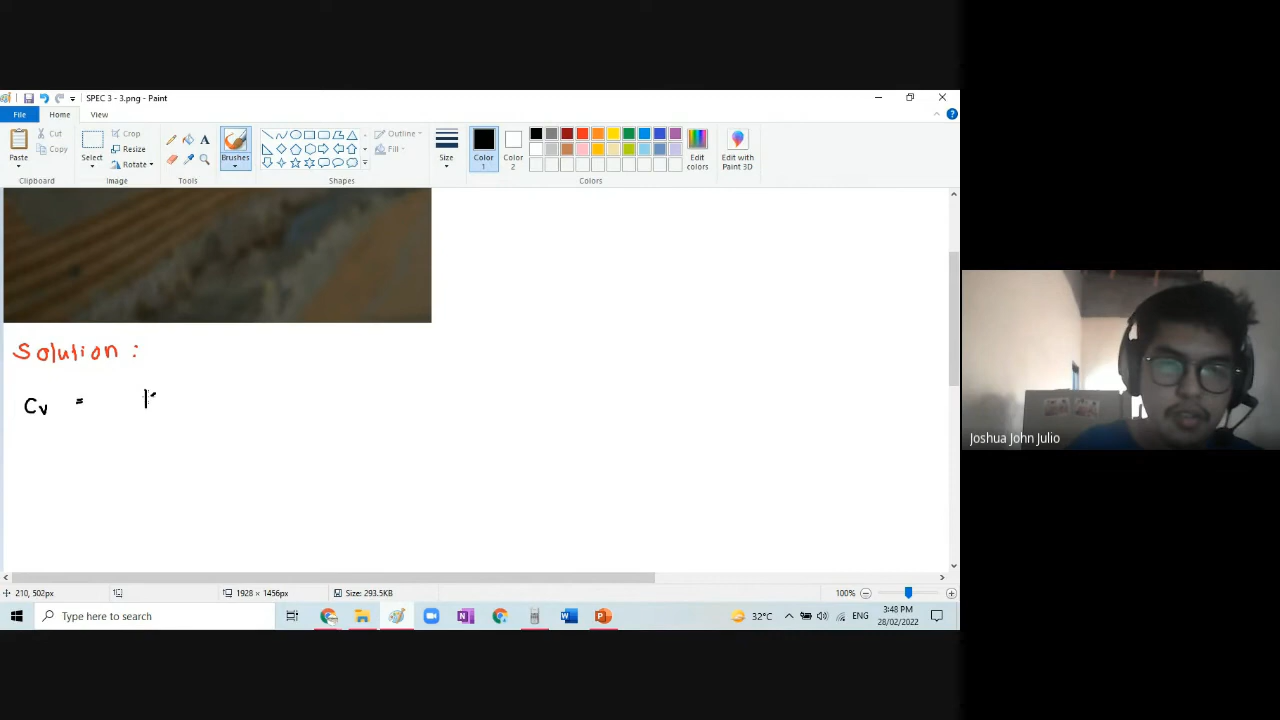 SPEC 3 - 3.png - Paint
File Home View
Paste Cut Copy Clipboard
Select Crop Resize Rotate Image
Tools
Brushes
Outline Fill Shapes
Size
Color 1 Color 2 Edit colors Colors
Edit with Paint 3D
Solution :
Cv =
Joshua John Julio
210, 502px 1928 × 1456px Size: 293.5KB 100%
Type here to search
32°C ENG 3:48 PM
28/02/2022